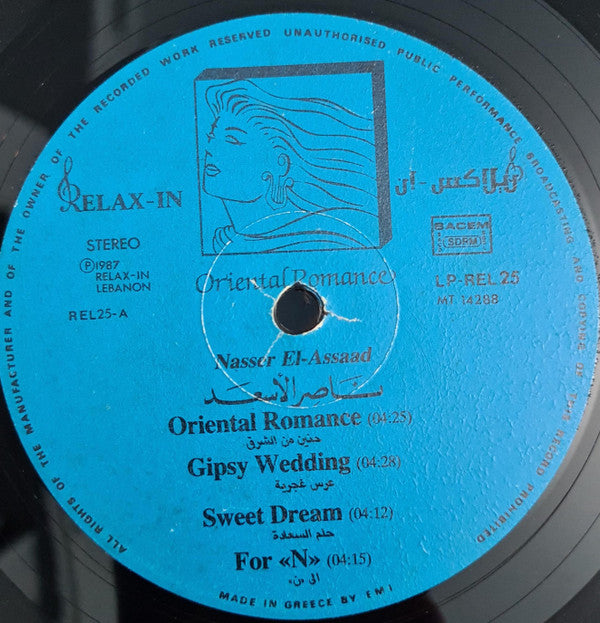 ALL RIGHTS OF THE MANUFACTURER AND OF THE OWNER OF THE RECORDED WORK RESERVED UNAUTHORISED PUBLIC PERFORMANCE BROADCASTING AND COPYING OF THIS RECORD PROHIBITED
RELAX-IN
ريلاكس-إن
STEREO
Ⓟ1987
RELAX-IN
LEBANON
REL25-A
SACEM
SDRM
LP-REL 25
MT 14288
Oriental Romance
Nasser El-Assaad
ناصر الأسعد
Oriental Romance (04:25)
حنين من الشرق
Gipsy Wedding (04:28)
عرس غجرية
Sweet Dream (04:12)
حلم السعادة
For «N» (04:15)
الى «ن»
MADE IN GREECE BY EMI